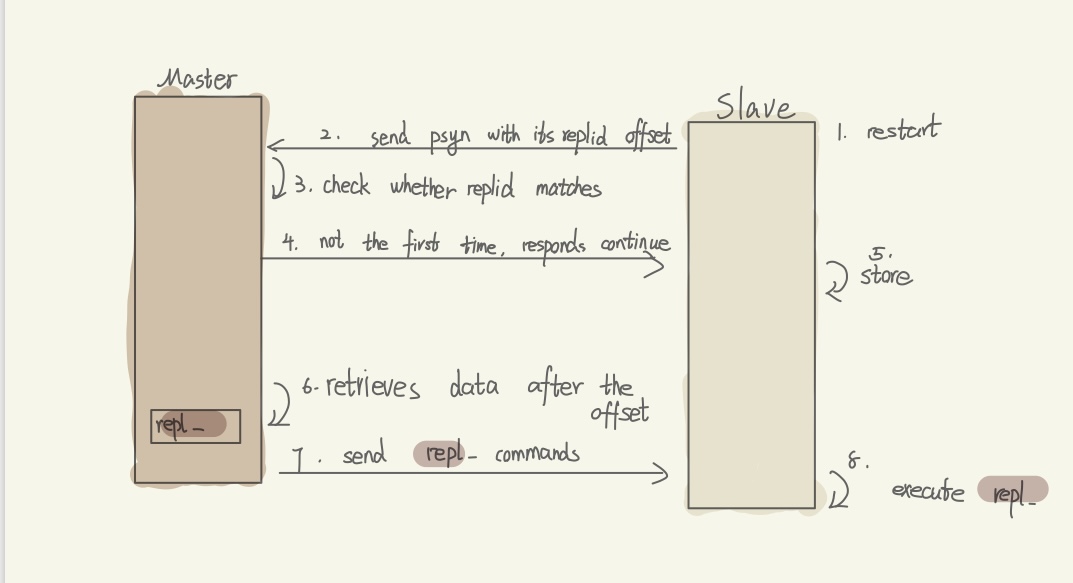 Master
Slave
1. restart
2. send psyn with its replid offset
3. check whether replid matches
4. not the first time, responds continue
5.
store
6. retrieves data after the
offset
repl_
7. send repl_ commands
8.
execute repl_